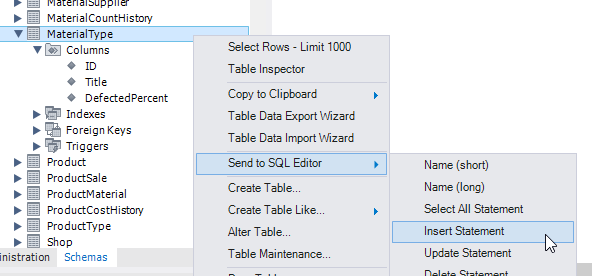 MaterialSupplier
MaterialCountHistory
MaterialType
Columns
ID
Title
DefectedPercent
Indexes
Foreign Keys
Triggers
Product
ProductSale
ProductMaterial
ProductCostHistory
ProductType
Shop
ninistration
Schemas
Select Rows - Limit 1000
Table Inspector
Copy to Clipboard
Table Data Export Wizard
Table Data Import Wizard
Send to SQL Editor
Create Table...
Create Table Like...
Alter Table...
Table Maintenance...
Name (short)
Name (long)
Select All Statement
Insert Statement
Update Statement
Delete Statement